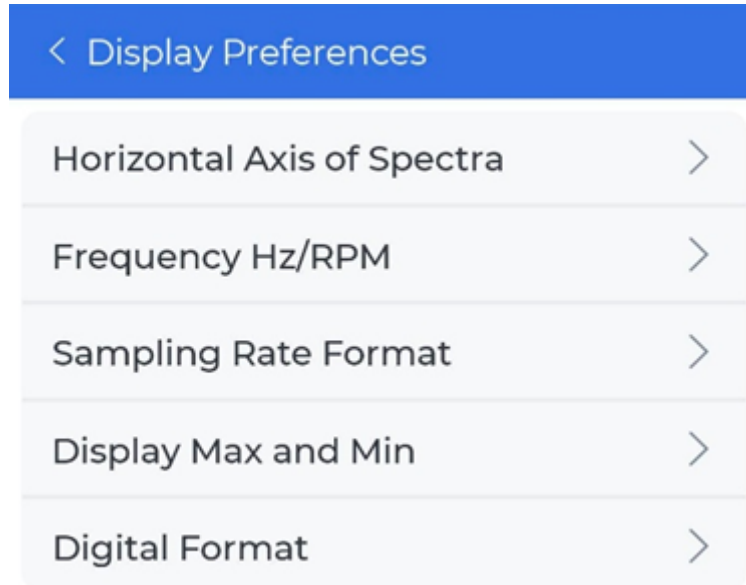 Display Preferences
Horizontal Axis of Spectra
Frequency Hz/RPM
Sampling Rate Format
Display Max and Min
Digital Format